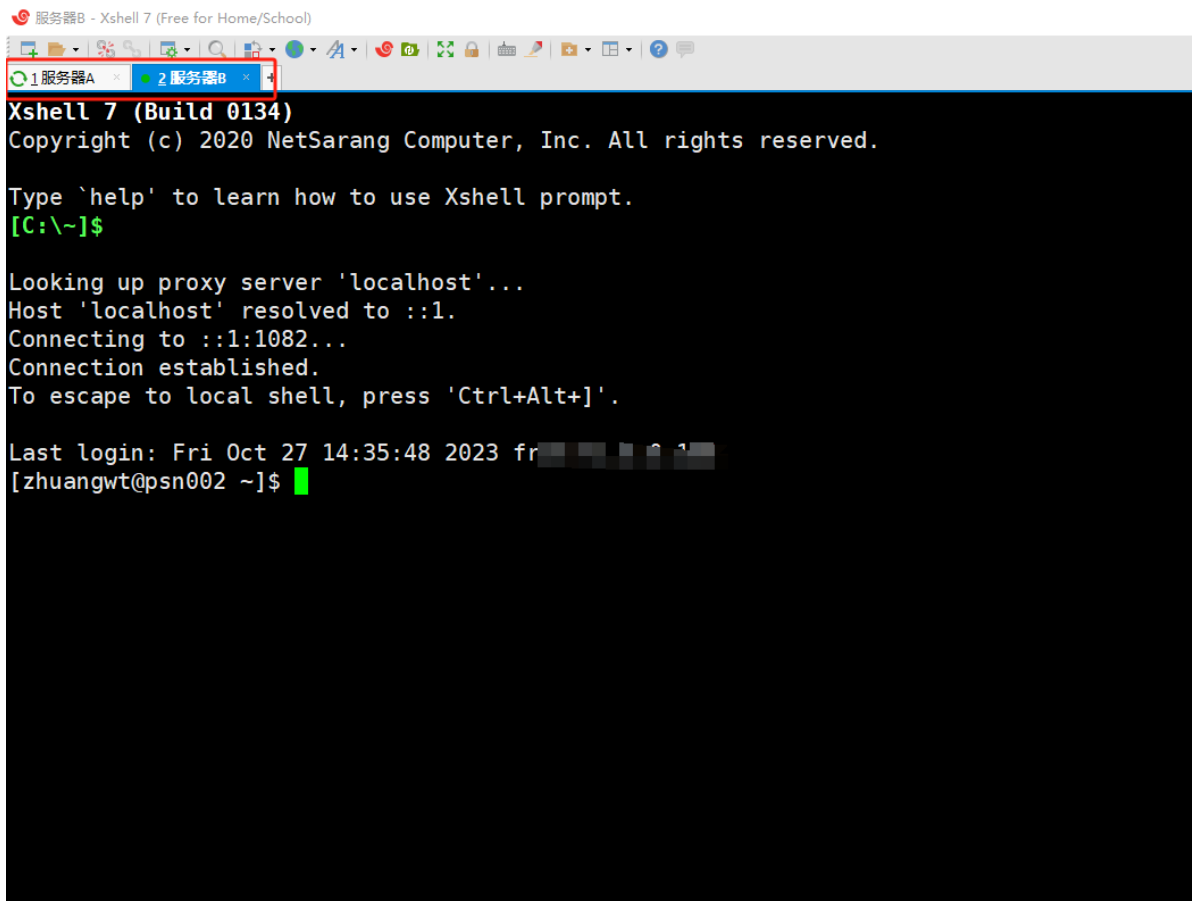 服务器B - Xshell 7 (Free for Home/School)
1 服务器A × 2 服务器B × +
Xshell 7 (Build 0134)
Copyright (c) 2020 NetSarang Computer, Inc. All rights reserved.
Type `help' to learn how to use Xshell prompt.
[C:\~]$
Looking up proxy server 'localhost'...
Host 'localhost' resolved to ::1.
Connecting to ::1:1082...
Connection established.
To escape to local shell, press 'Ctrl+Alt+]'.
Last login: Fri Oct 27 14:35:48 2023
[zhuangwt@psn002 ~]$